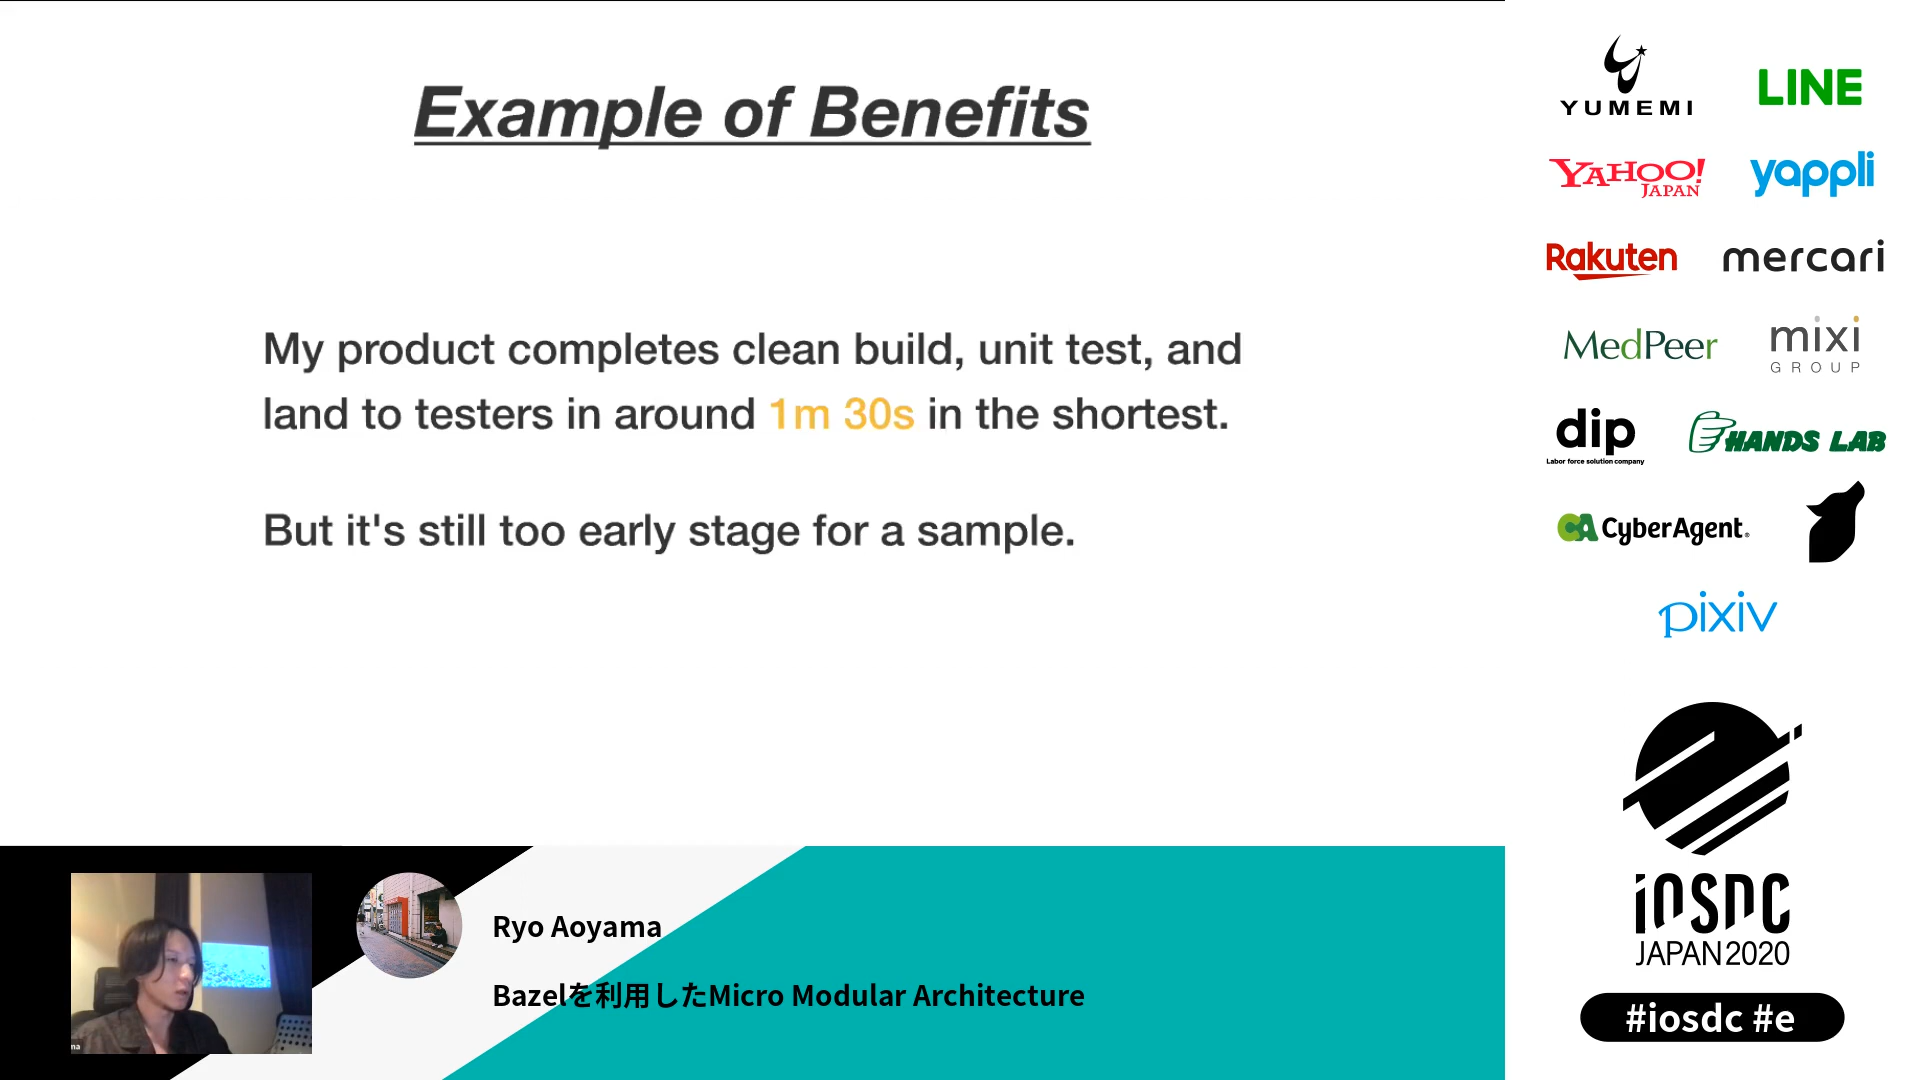 Example of Benefits
My product completes clean build, unit test, and
land to testers in around 1m 30s in the shortest.
But it's still too early stage for a sample.
Ryo Aoyama
Bazelを利用したMicro Modular Architecture
ma
YUMEMI
LINE
YAHOO!
JAPAN
yappli
Rakuten
mercari
MedPeer
mixi
GROUP
dip
Labor force solution company
HANDS LAB
CA CyberAgent®
pixiv
iOSDC
JAPAN 2020
#iosdc #e